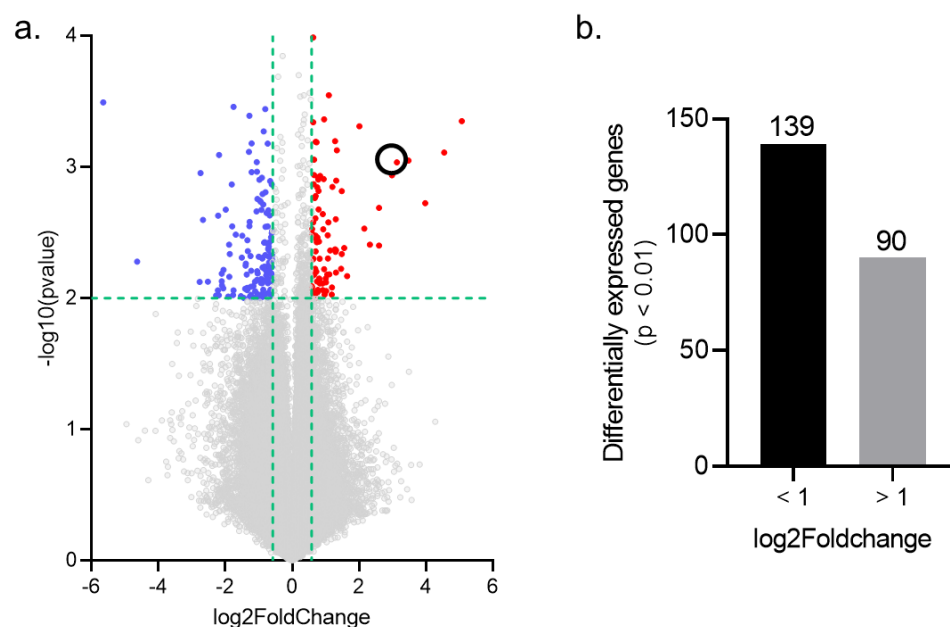 a.
4
3
2
1
0
-log10(pvalue)
-6 -4 -2 0 2 4 6
log2FoldChange
b.
150
100
50
0
Differentially expressed genes
(p < 0.01)
139
90
< 1 > 1
log2Foldchange